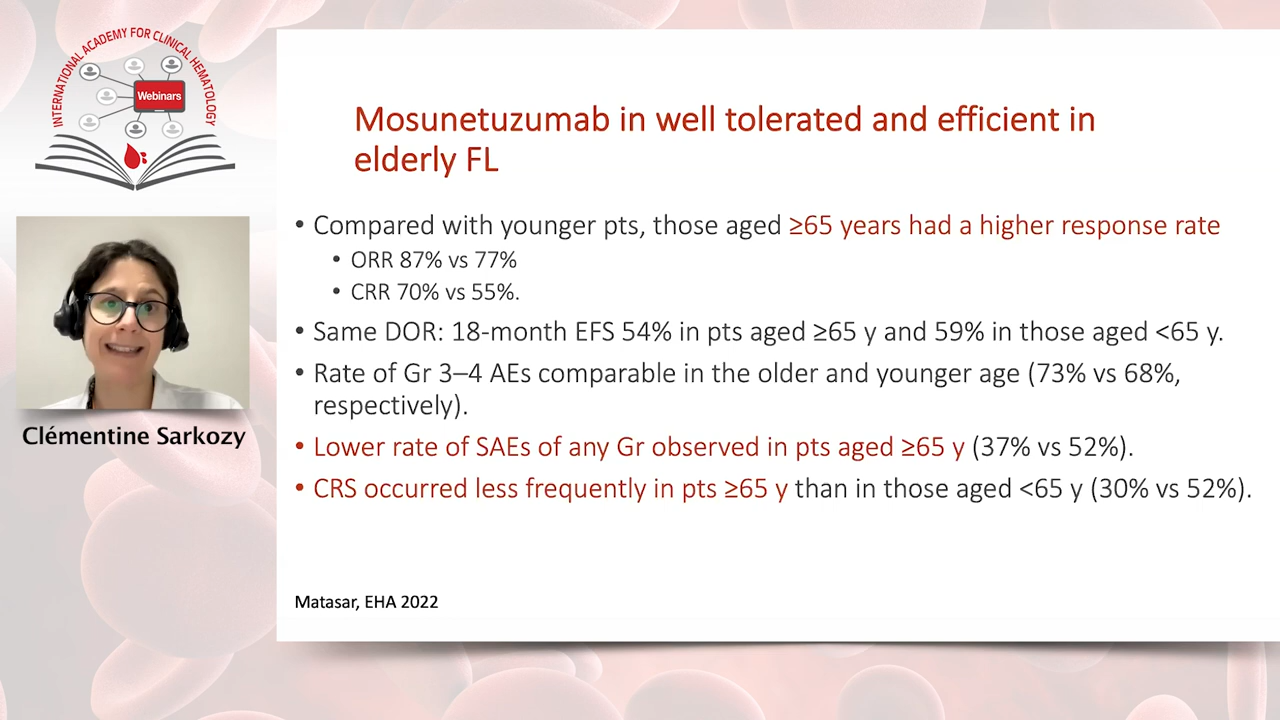 INTERNATIONAL ACADEMY FOR CLINICAL HEMATOLOGY
Webinars
Clémentine Sarkozy
Mosunetuzumab in well tolerated and efficient in
elderly FL
• Compared with younger pts, those aged ≥65 years had a higher response rate
• ORR 87% vs 77%
• CRR 70% vs 55%.
• Same DOR: 18-month EFS 54% in pts aged ≥65 y and 59% in those aged <65 y.
• Rate of Gr 3–4 AEs comparable in the older and younger age (73% vs 68%,
respectively).
• Lower rate of SAEs of any Gr observed in pts aged ≥65 y (37% vs 52%).
• CRS occurred less frequently in pts ≥65 y than in those aged <65 y (30% vs 52%).
Matasar, EHA 2022